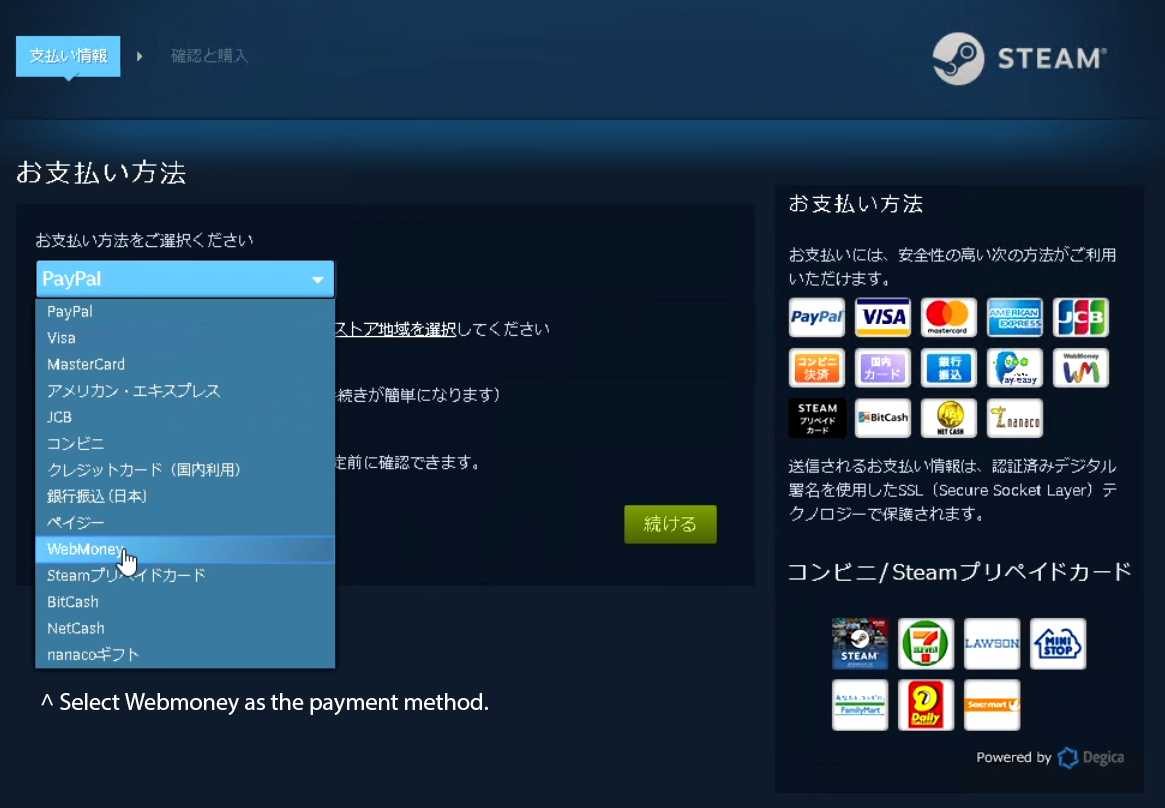 支払い情報
確認と購入
STEAM®
お支払い方法
お支払い方法をご選択ください
PayPal
PayPal
Visa
MasterCard
アメリカン・エキスプレス
JCB
コンビニ
クレジットカード（国内利用）
銀行振込（日本）
ペイジー
WebMoney
Steamプリペイドカード
BitCash
NetCash
nanacoギフト
ストア地域を選択してください
続きが簡単になります）
定前に確認できます。
続ける
^ Select Webmoney as the payment method.
お支払い方法
お支払いには、安全性の高い次の方法がご利用
いただけます。
PayPal VISA mastercard AMERICAN EXPRESS JCB
コンビニ決済 国内カード 銀行振込 Pay-easy WebMoney
STEAM プリペイドカード BitCash NET CASH nanaco
送信されるお支払い情報は、認証済みデジタル
署名を使用したSSL（Secure Socket Layer）テ
クノロジーで保護されます。
コンビニ/Steamプリペイドカード
STEAM 7 ELEVEN LAWSON MINI STOP
FamilyMart Daily Seicomart
Powered by Degica